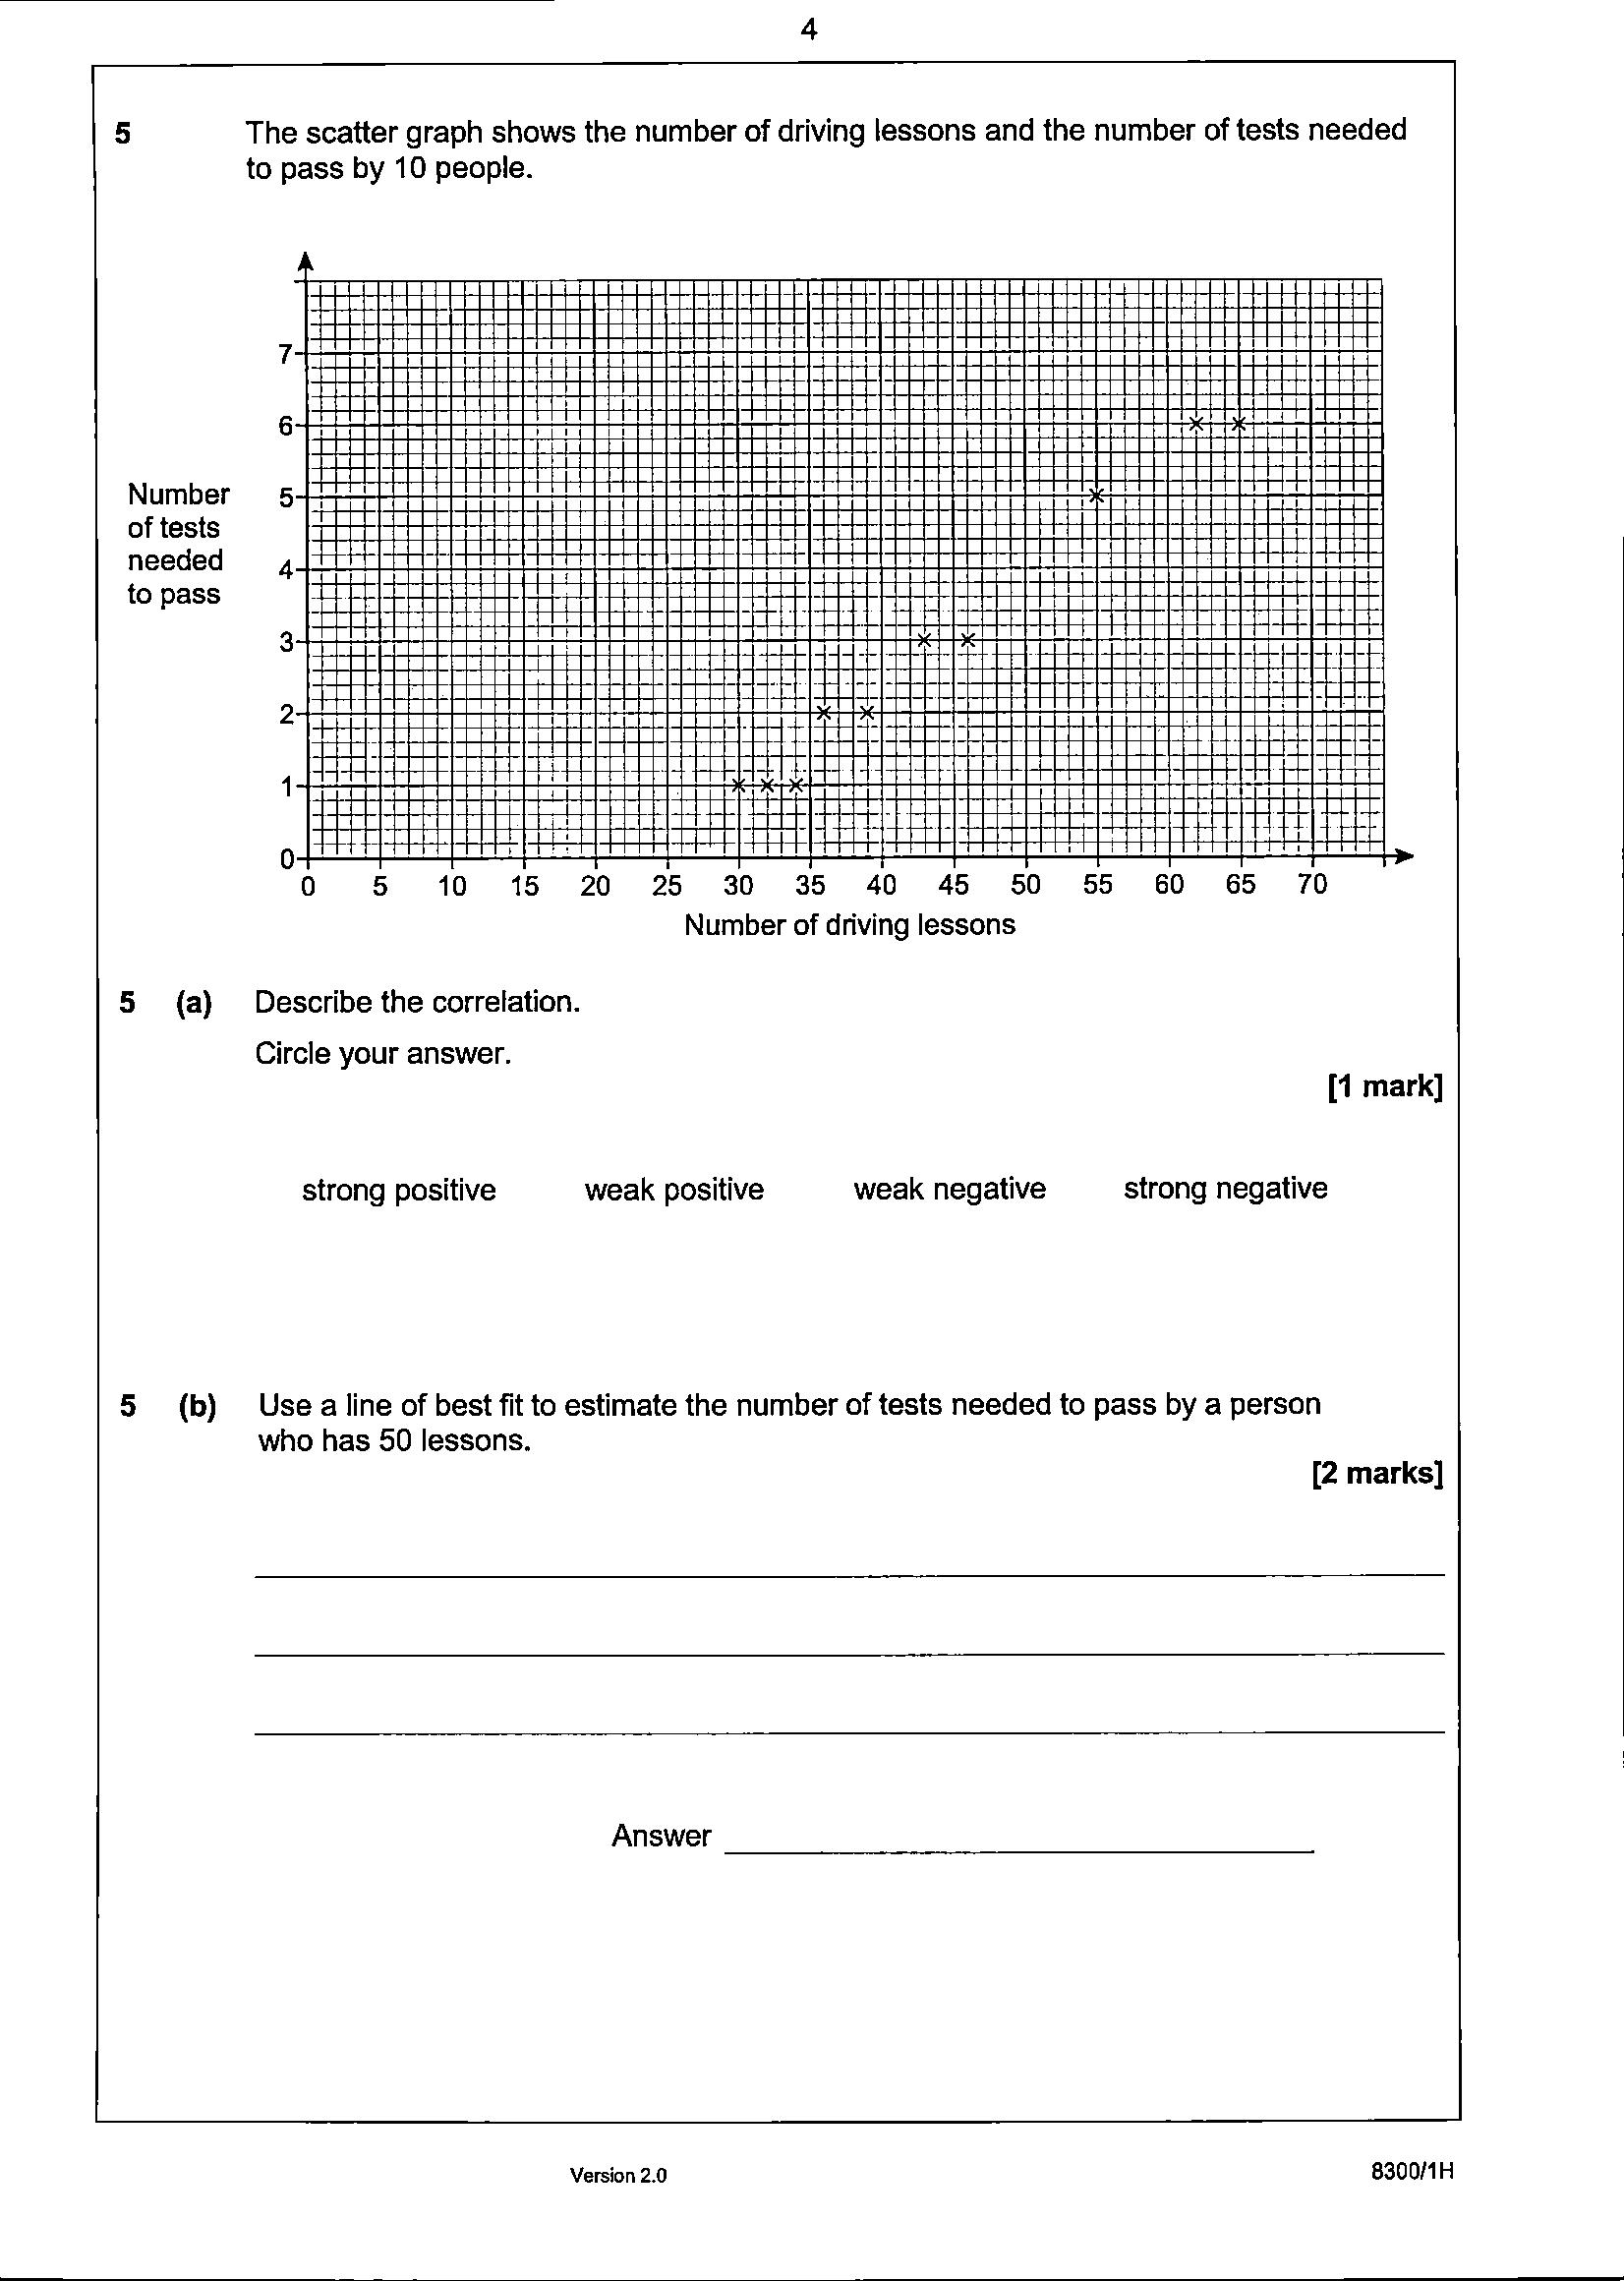 4
5 The scatter graph shows the number of driving lessons and the number of tests needed
to pass by 10 people.
7
6
Number
of tests
needed
to pass
5
4
3
2
1
0
0 5 10 15 20 25 30 35 40 45 50 55 60 65 70
Number of driving lessons
5 (a) Describe the correlation.
Circle your answer.
[1 mark]
strong positive weak positive weak negative strong negative
5 (b) Use a line of best fit to estimate the number of tests needed to pass by a person
who has 50 lessons.
[2 marks]
Answer
Version 2.0 8300/1H